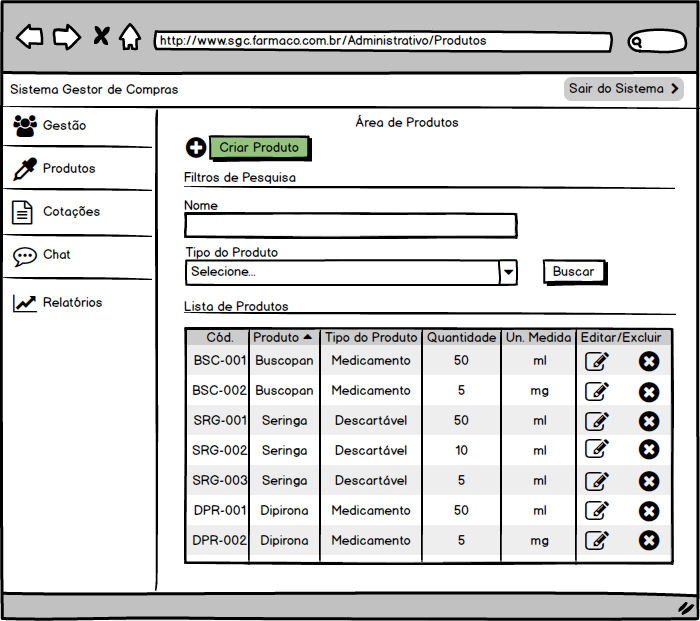 http://www.sgc.farmaco.com.br/Administrativo/Produtos
Sistema Gestor de Compras
Sair do Sistema
Gestão
Produtos
Cotações
Chat
Relatórios
Área de Produtos
Criar Produto
Filtros de Pesquisa
Nome
Tipo do Produto
Selecione...
Buscar
Lista de Produtos
Cód. Produto Tipo do Produto Quantidade Un. Medida Editar/Excluir
BSC-001 Buscopan Medicamento 50 ml
BSC-002 Buscopan Medicamento 5 mg
SRG-001 Seringa Descartável 50 ml
SRG-002 Seringa Descartável 10 ml
SRG-003 Seringa Descartável 5 ml
DPR-001 Dipirona Medicamento 50 ml
DPR-002 Dipirona Medicamento 5 mg